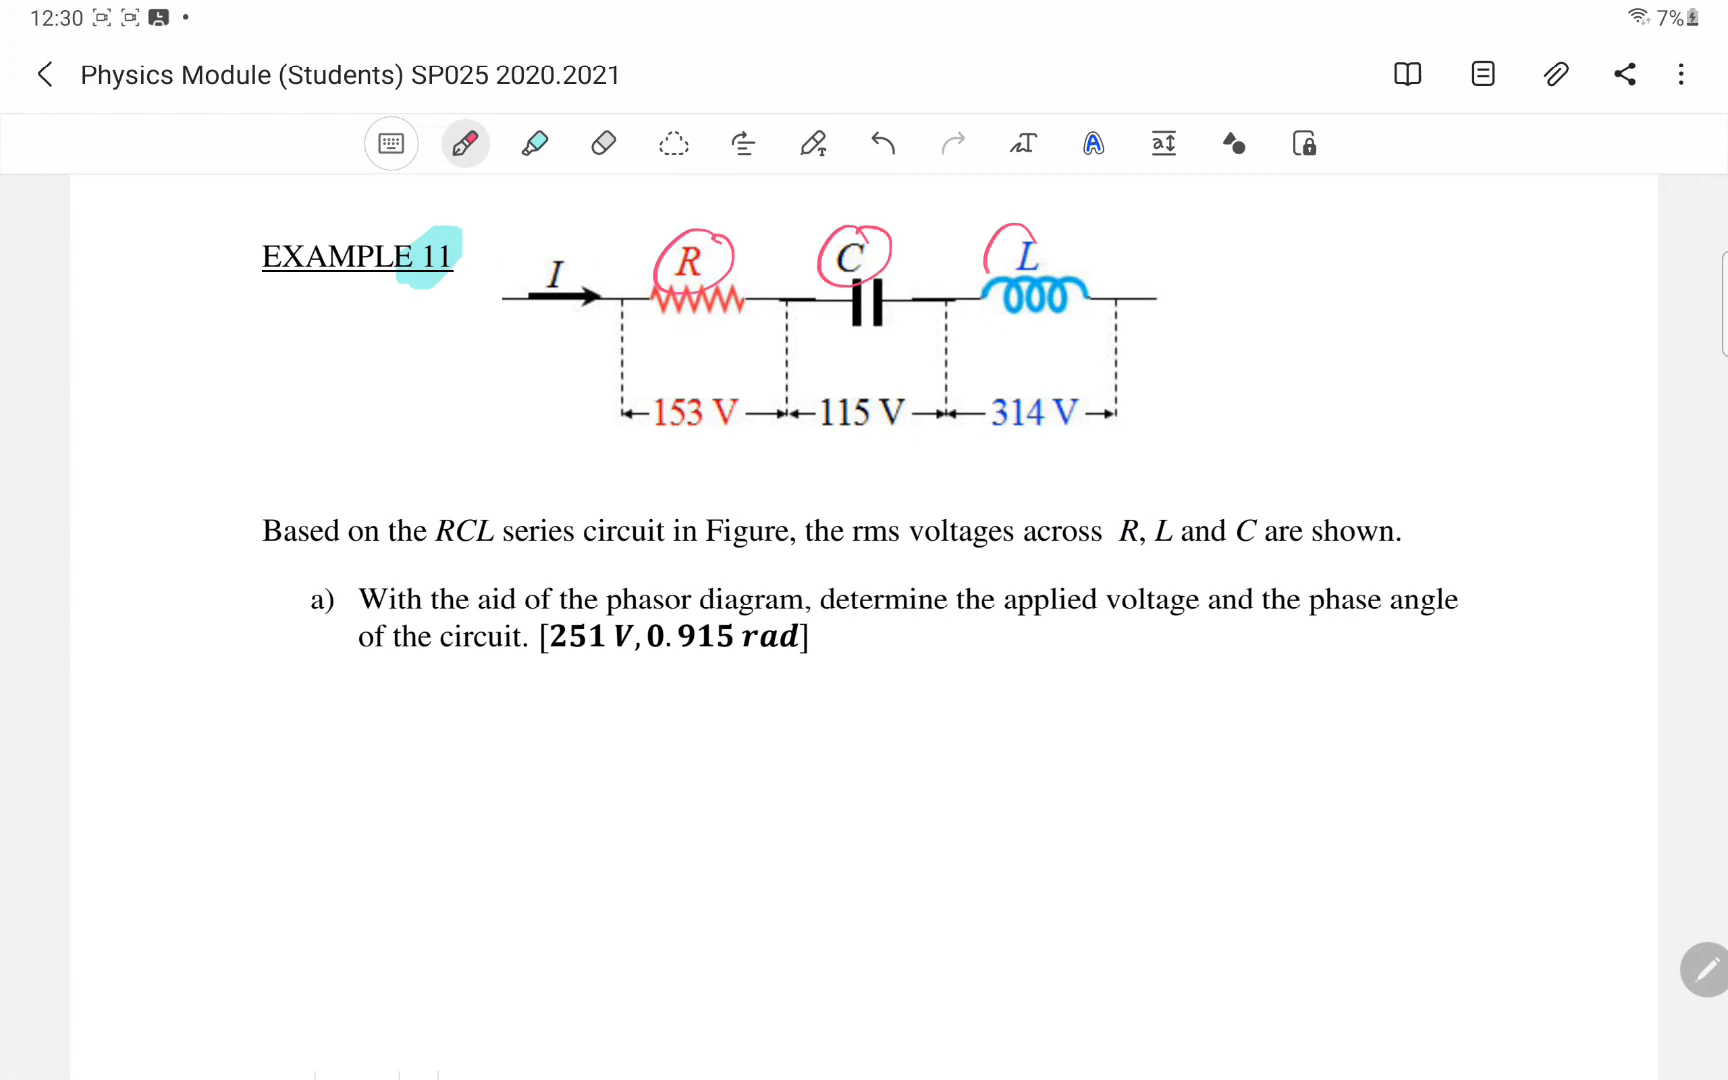 12:30
7%
Physics Module (Students) SP025 2020.2021
EXAMPLE 11
I R C L
153 V 115 V 314 V
Based on the RCL series circuit in Figure, the rms voltages across R, L and C are shown.
a) With the aid of the phasor diagram, determine the applied voltage and the phase angle
of the circuit. [251 V, 0.915 rad]